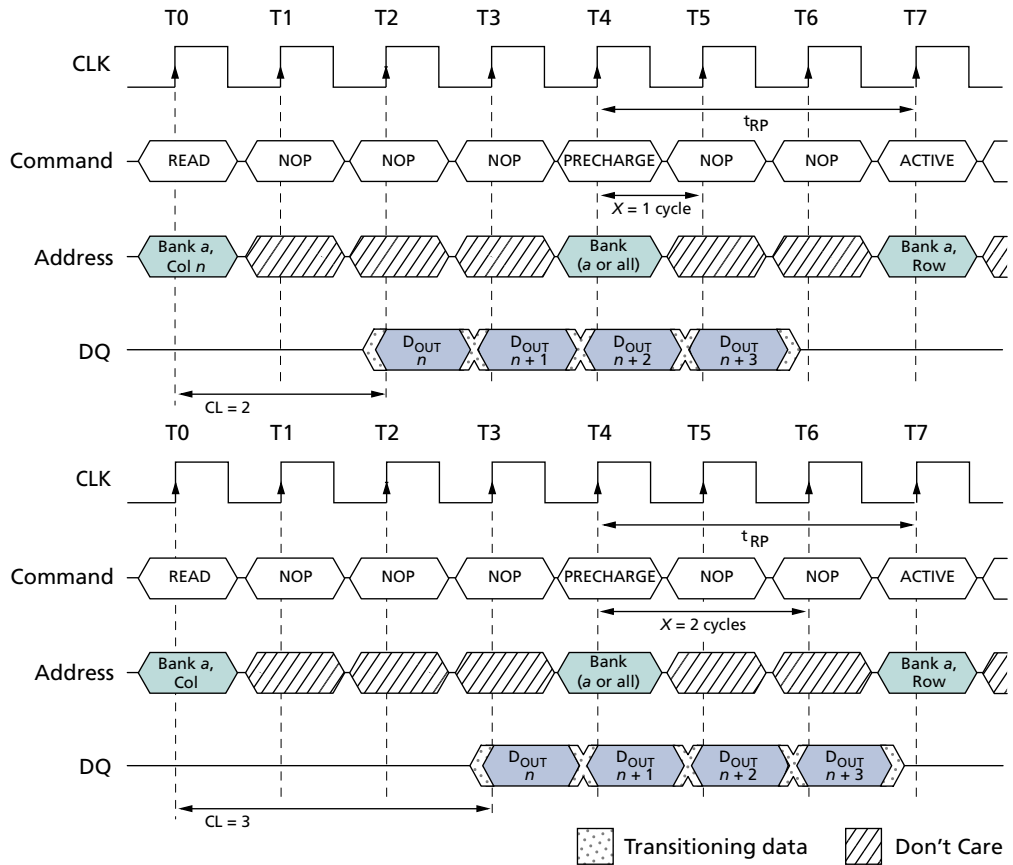 T0 T1 T2 T3 T4 T5 T6 T7
CLK
tRP
Command READ NOP NOP NOP PRECHARGE NOP NOP ACTIVE
X = 1 cycle
Address
Bank a,
Col n
Bank
(a or all)
Bank a,
Row
DQ
DOUT
n
DOUT
n + 1
DOUT
n + 2
DOUT
n + 3
CL = 2
T0 T1 T2 T3 T4 T5 T6 T7
CLK
tRP
Command READ NOP NOP NOP PRECHARGE NOP NOP ACTIVE
X = 2 cycles
Address
Bank a,
Col
Bank
(a or all)
Bank a,
Row
DQ
DOUT
n
DOUT
n + 1
DOUT
n + 2
DOUT
n + 3
CL = 3
Transitioning data Don't Care